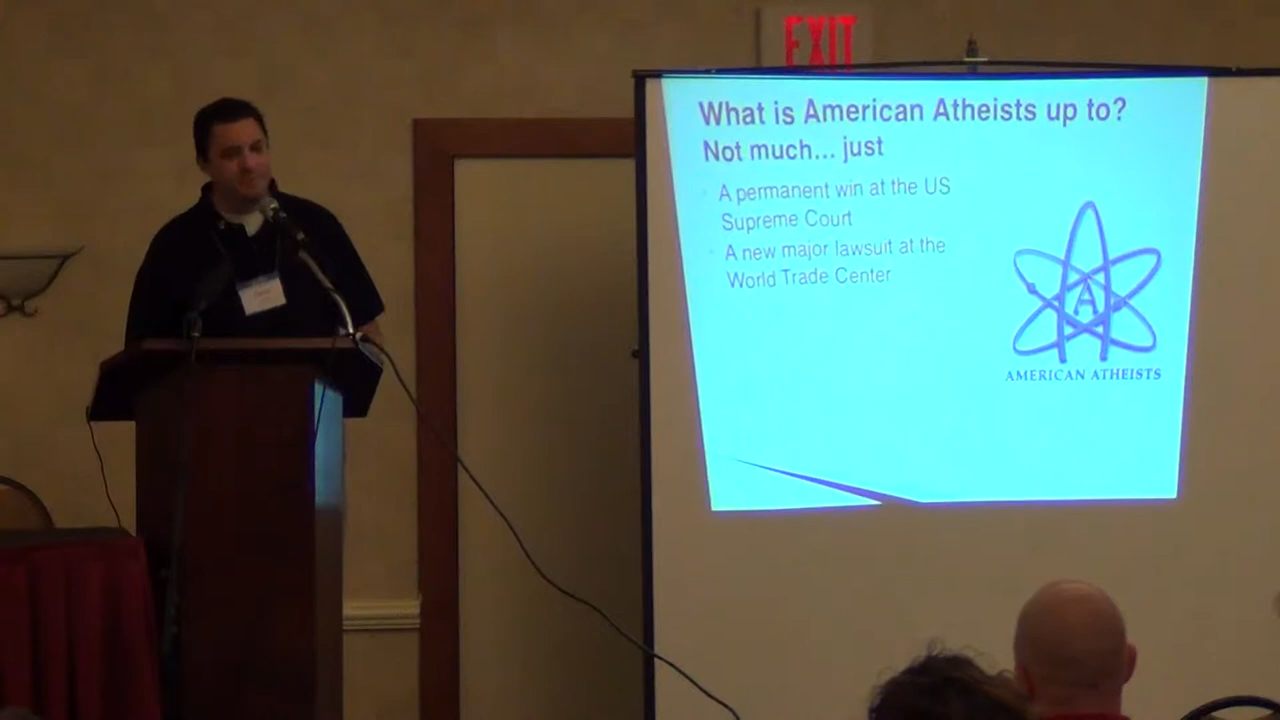 EXIT
What is American Atheists up to?
Not much... just
A permanent win at the US
Supreme Court
A new major lawsuit at the
World Trade Center
A
AMERICAN ATHEISTS